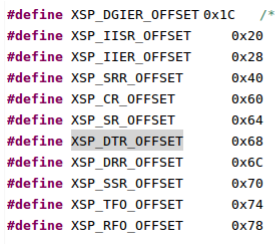 #define XSP_DGIER_OFFSET 0x1C /*
#define XSP_IISR_OFFSET 0x20
#define XSP_IIER_OFFSET 0x28
#define XSP_SRR_OFFSET 0x40
#define XSP_CR_OFFSET 0x60
#define XSP_SR_OFFSET 0x64
#define XSP_DTR_OFFSET 0x68
#define XSP_DRR_OFFSET 0x6C
#define XSP_SSR_OFFSET 0x70
#define XSP_TFO_OFFSET 0x74
#define XSP_RFO_OFFSET 0x78